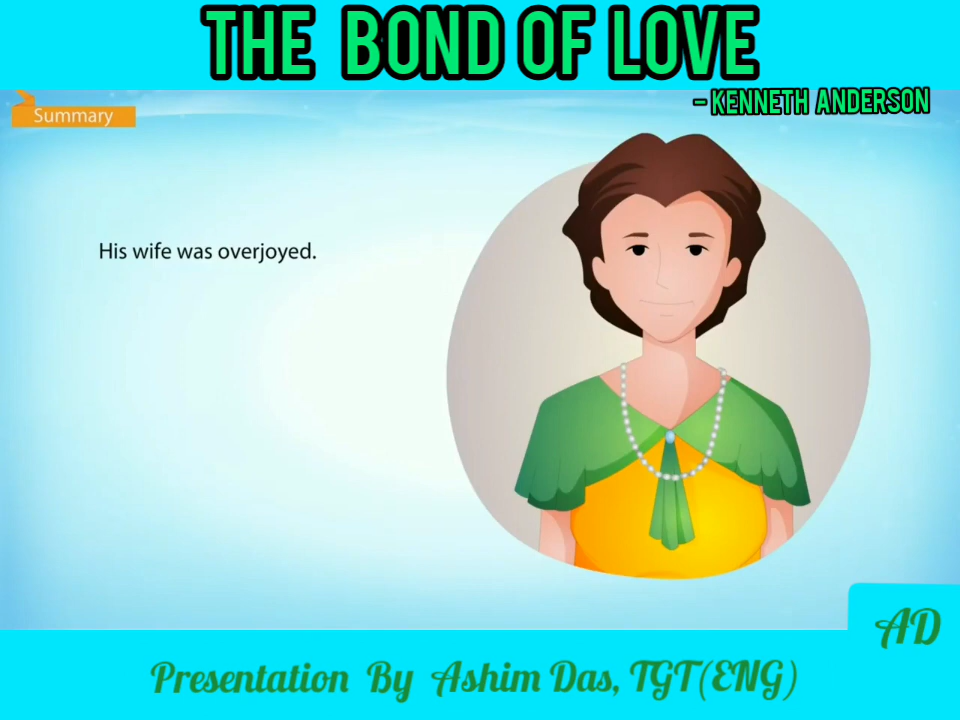 THE BOND OF LOVE
- KENNETH ANDERSON
Summary
His wife was overjoyed.
AD
Presentation By Ashim Das, TGT(ENG)